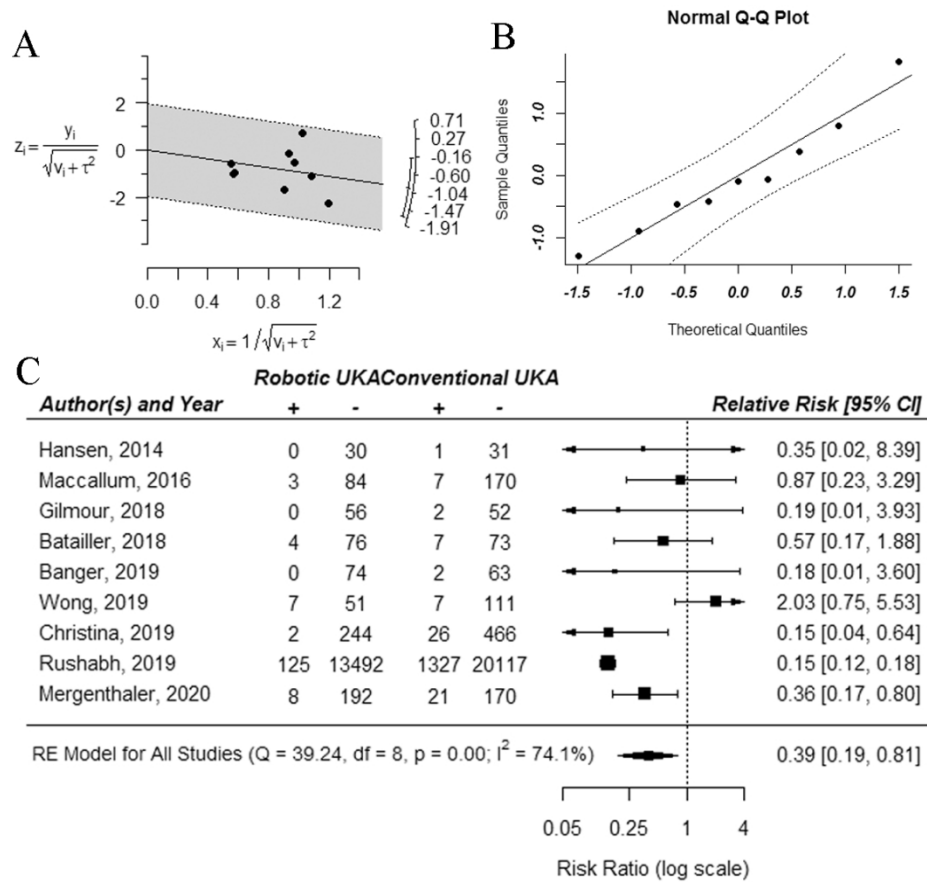 A
B
Normal Q-Q Plot
z_i = y_i / √(v_i + τ²)
2
0
-2
0.71
0.27
-0.16
-0.60
-1.04
-1.47
-1.91
0.0 0.4 0.8 1.2
x_i = 1/√(v_i + τ²)
Sample Quantiles
1.0
0.0
-1.0
-1.5 -1.0 -0.5 0.0 0.5 1.0 1.5
Theoretical Quantiles
C
Robotic UKAConventional UKA
Author(s) and Year + - + - Relative Risk [95% CI]
Hansen, 2014 0 30 1 31 0.35 [0.02, 8.39]
Maccallum, 2016 3 84 7 170 0.87 [0.23, 3.29]
Gilmour, 2018 0 56 2 52 0.19 [0.01, 3.93]
Batailler, 2018 4 76 7 73 0.57 [0.17, 1.88]
Banger, 2019 0 74 2 63 0.18 [0.01, 3.60]
Wong, 2019 7 51 7 111 2.03 [0.75, 5.53]
Christina, 2019 2 244 26 466 0.15 [0.04, 0.64]
Rushabh, 2019 125 13492 1327 20117 0.15 [0.12, 0.18]
Mergenthaler, 2020 8 192 21 170 0.36 [0.17, 0.80]
RE Model for All Studies (Q = 39.24, df = 8, p = 0.00; I² = 74.1%) 0.39 [0.19, 0.81]
0.05 0.25 1 4
Risk Ratio (log scale)